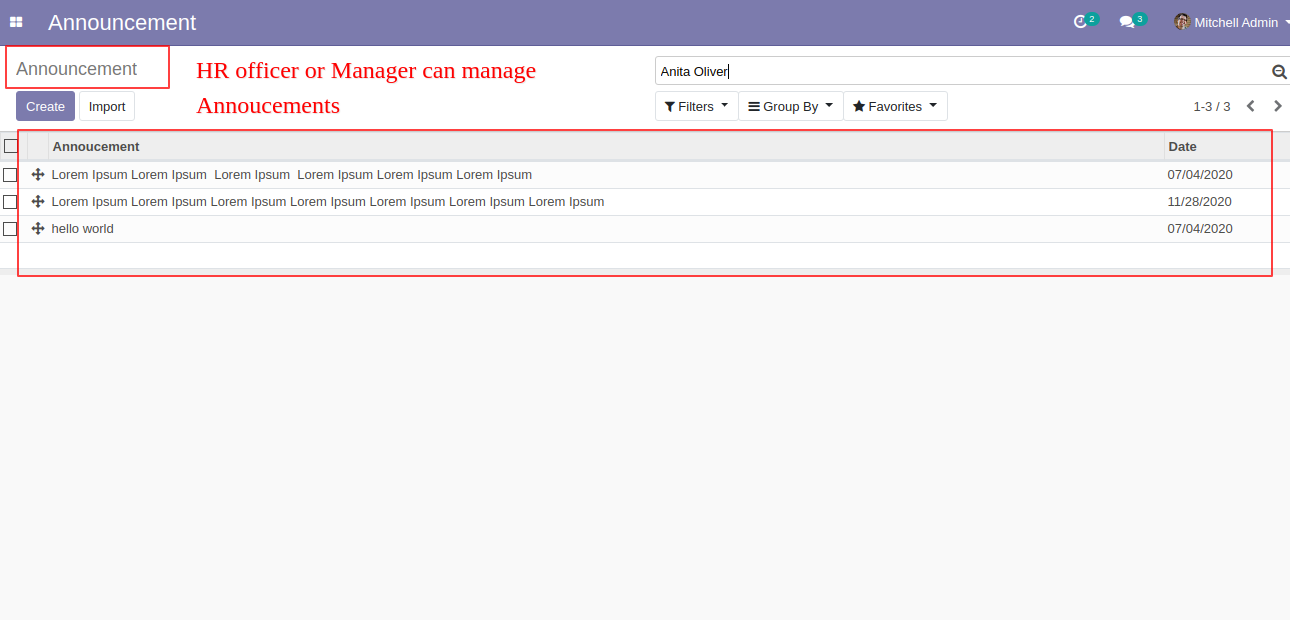 Announcement
2
3
Mitchell Admin
Announcement
HR officer or Manager can manage
Annoucements
Anita Oliver
Create
Import
Filters
Group By
Favorites
1-3 / 3
Annoucement
Date
Lorem Ipsum Lorem Ipsum  Lorem Ipsum  Lorem Ipsum Lorem Ipsum Lorem Ipsum
07/04/2020
Lorem Ipsum Lorem Ipsum Lorem Ipsum Lorem Ipsum Lorem Ipsum Lorem Ipsum Lorem Ipsum
11/28/2020
hello world
07/04/2020